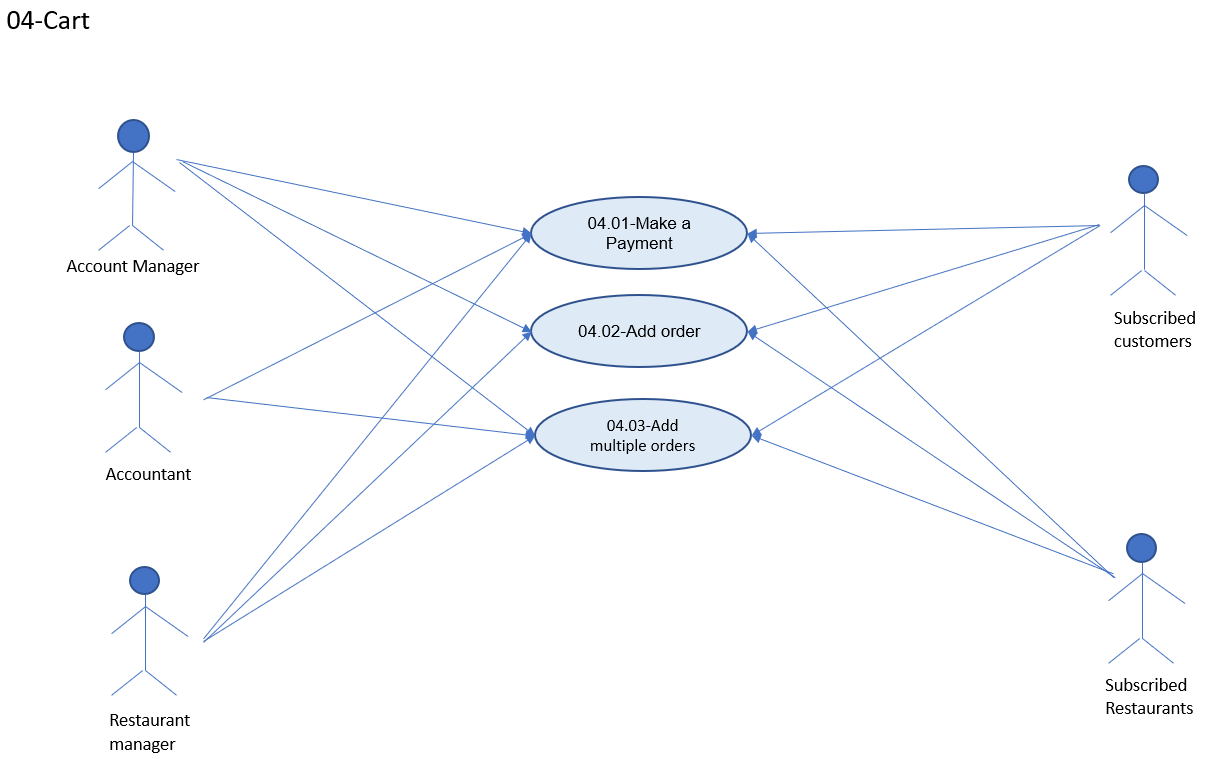 04-Cart
Account Manager
04.01-Make a
Payment
04.02-Add order
04.03-Add
multiple orders
Subscribed
customers
Accountant
Restaurant
manager
Subscribed
Restaurants